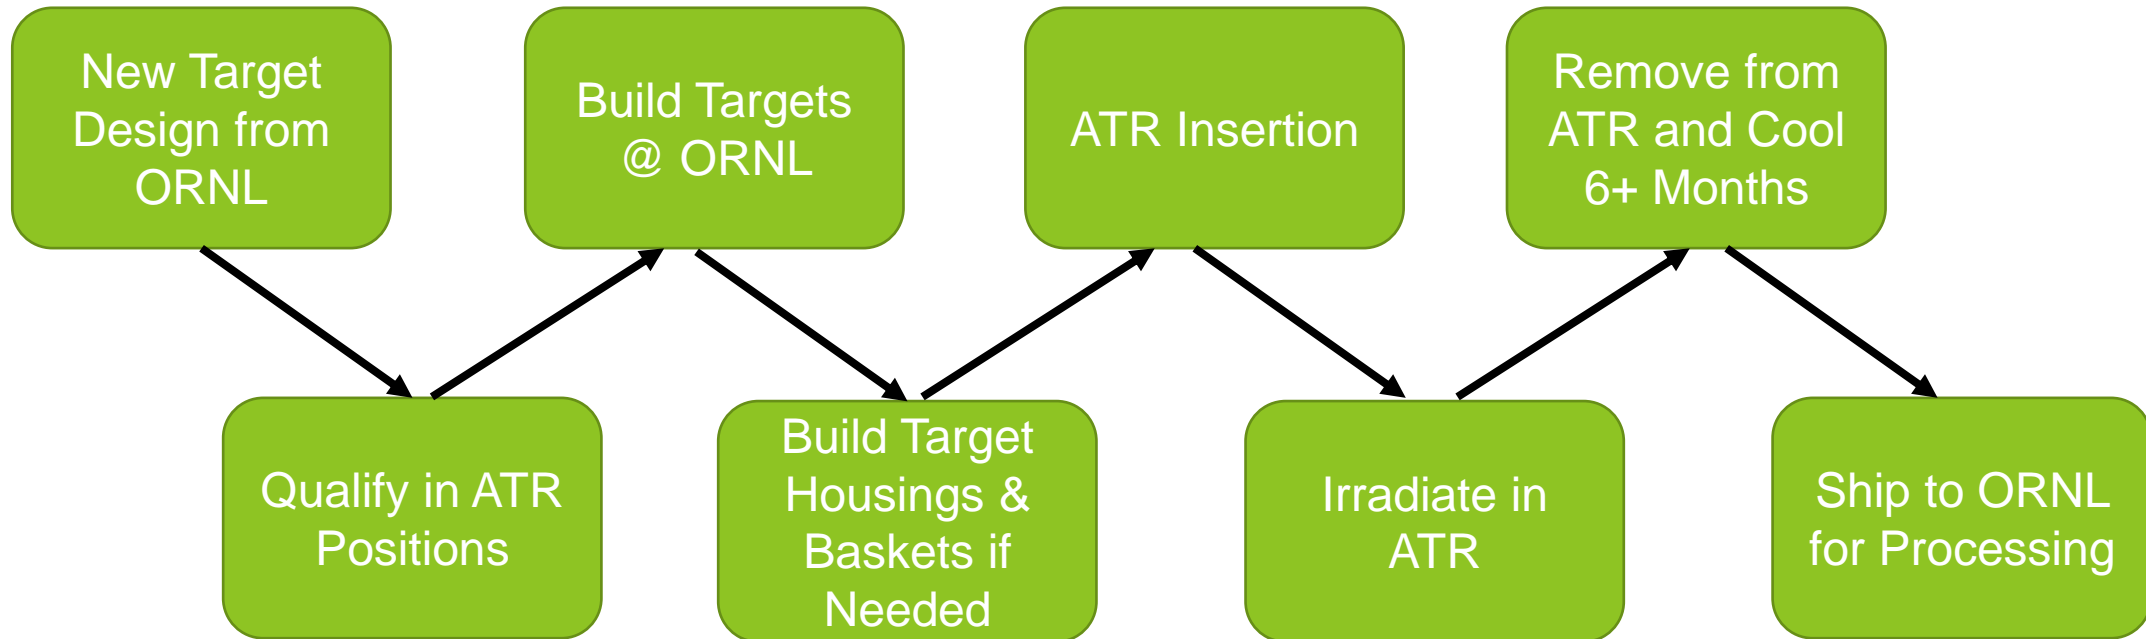 New Target
Design from
ORNL
Qualify in ATR
Positions
Build Targets
@ ORNL
Build Target
Housings &
Baskets if
Needed
ATR Insertion
Irradiate in
ATR
Remove from
ATR and Cool
6+ Months
Ship to ORNL
for Processing